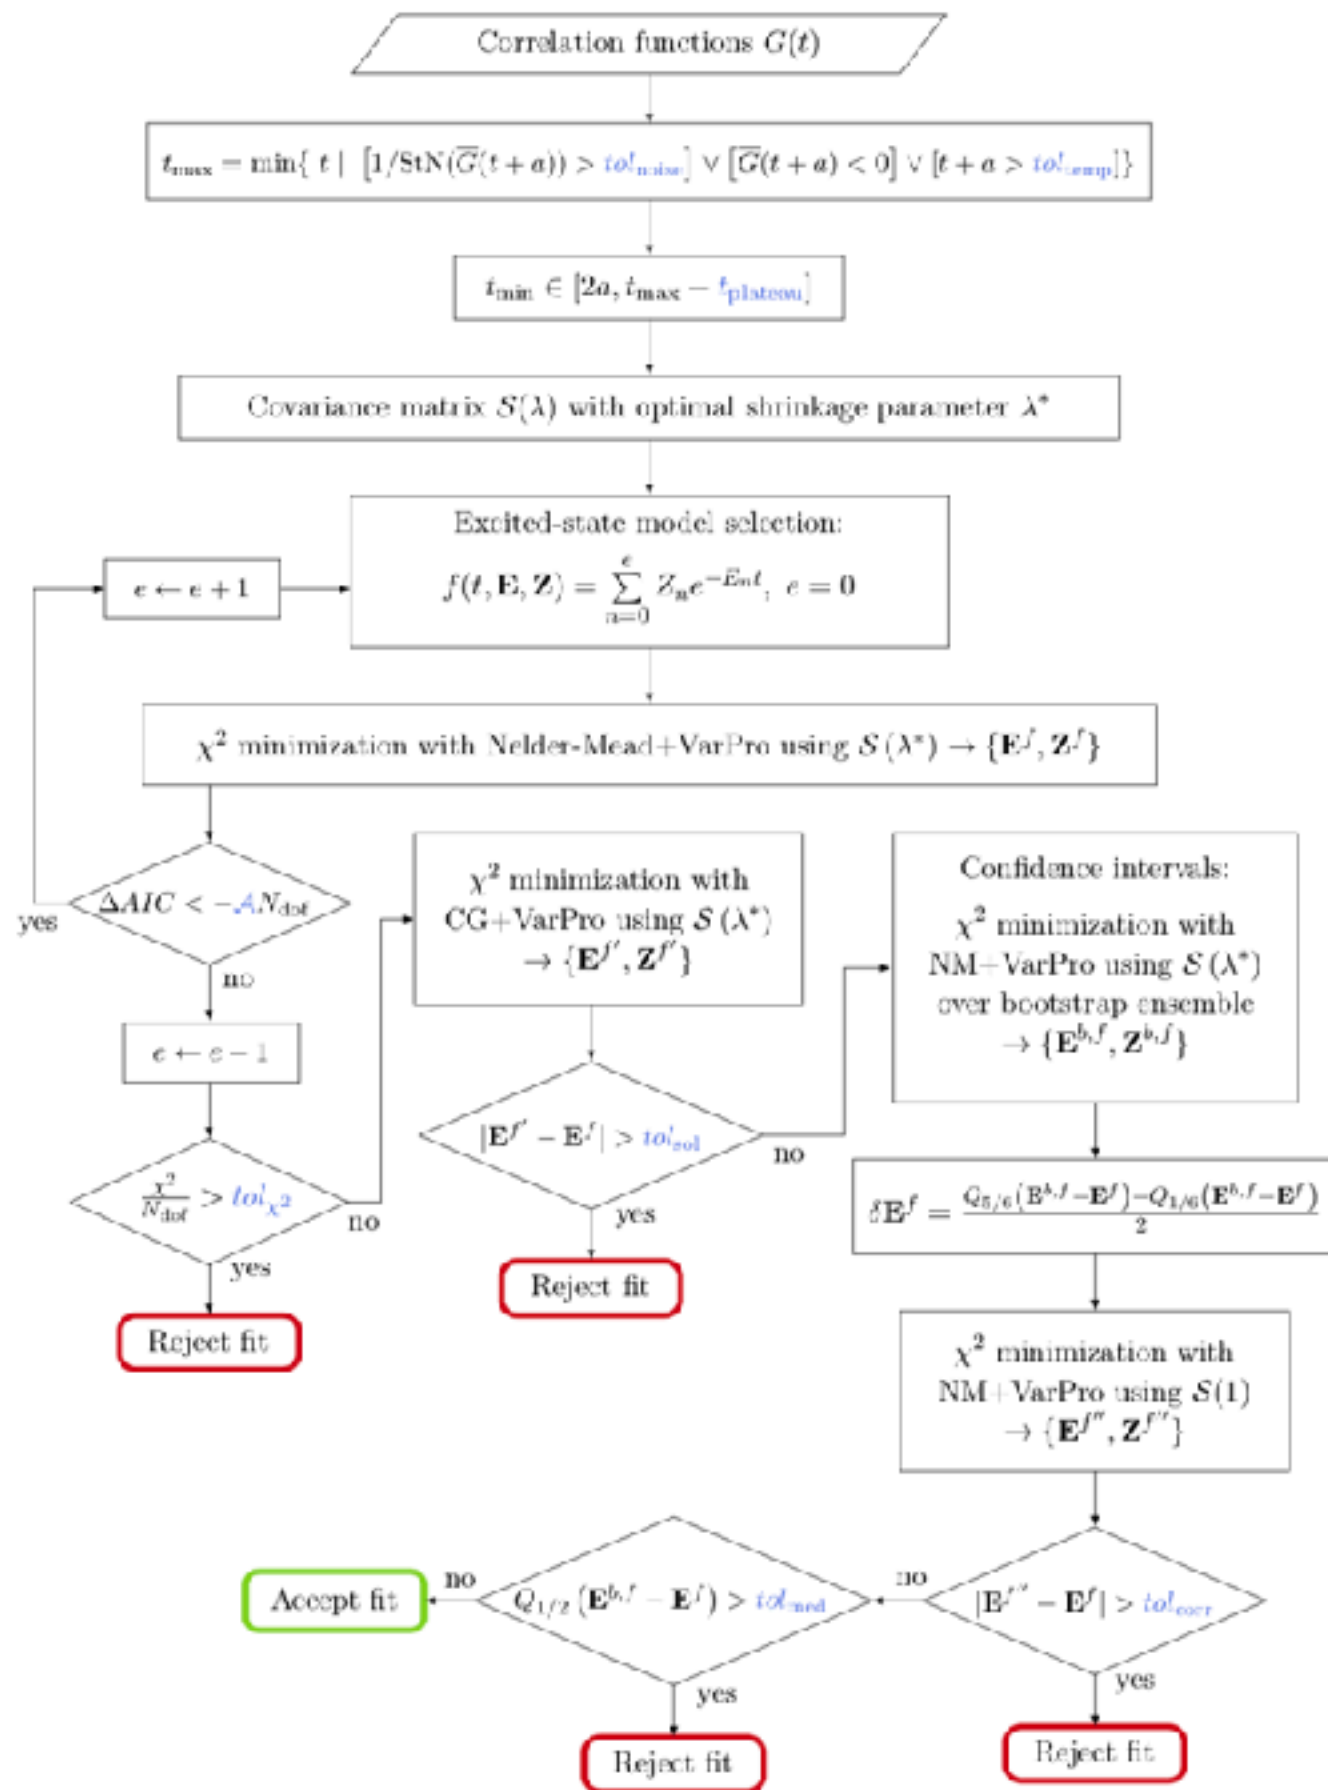 Correlation functions G(t)
t_max = min{ t | [1/StN(G̅(t + a)) > tol_noise] ∨ [G̅(t + a) < 0] ∨ [t + a > tol_temp]}
t_min ∈ [2a, t_max − t_plateau]
Covariance matrix S(λ) with optimal shrinkage parameter λ*
Excited-state model selection:
f(t, E, Z) = ∑_{n=0}^{e} Z_n e^{−E_n t}, e = 0
e ← e + 1
χ² minimization with Nelder-Mead+VarPro using S(λ*) → {E^f, Z^f}
ΔAIC < −𝒜N_dof
yes
no
e ← e − 1
χ²/N_dof > tol_χ²
no
yes
Reject fit
χ² minimization with
CG+VarPro using S(λ*)
→ {E^f′, Z^f′}
|E^f′ − E^f| > tol_sol
no
yes
Reject fit
Confidence intervals:
χ² minimization with
NM+VarPro using S(λ*)
over bootstrap ensemble
→ {E^{b,f}, Z^{b,f}}
δE^f = (Q_{5/6}(E^{b,f} − E^f) − Q_{1/6}(E^{b,f} − E^f))/2
χ² minimization with
NM+VarPro using S(1)
→ {E^f″, Z^f″}
|E^f″ − E^f| > tol_corr
no
yes
Reject fit
Q_{1/2}(E^{b,f} − E^f) > tol_med
no
yes
Reject fit
Accept fit